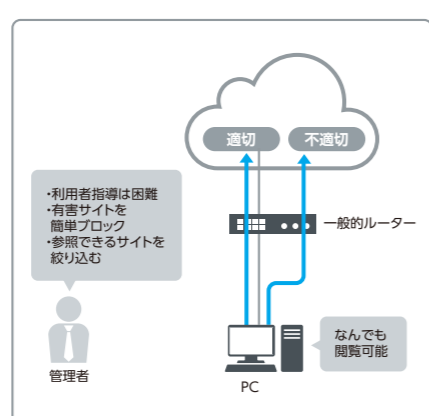 適切
不適切
・利用者指導は困難
・有害サイトを
簡単ブロック
・参照できるサイトを
絞り込む
一般的ルーター
なんでも
閲覧可能
管理者
PC